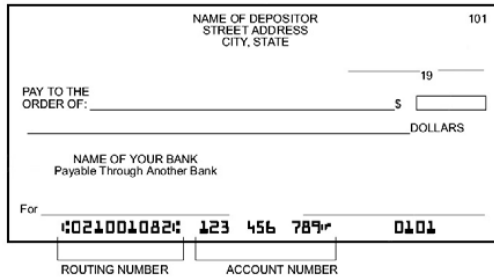 NAME OF DEPOSITOR 101
STREET ADDRESS
CITY, STATE
19
PAY TO THE
ORDER OF: $
DOLLARS
NAME OF YOUR BANK
Payable Through Another Bank
For
⑆021001082⑆ 123 456 789⑈ 0101
ROUTING NUMBER ACCOUNT NUMBER